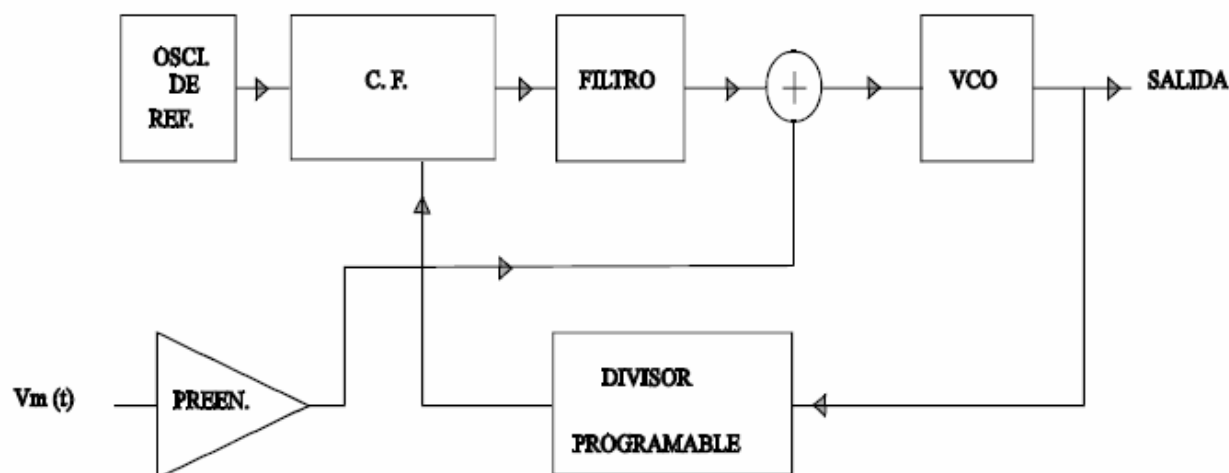 OSCI.
DE
REF.
C. F.
FILTRO
+
VCO
SALIDA
Vm (t)
PREEN.
DIVISOR
PROGRAMABLE